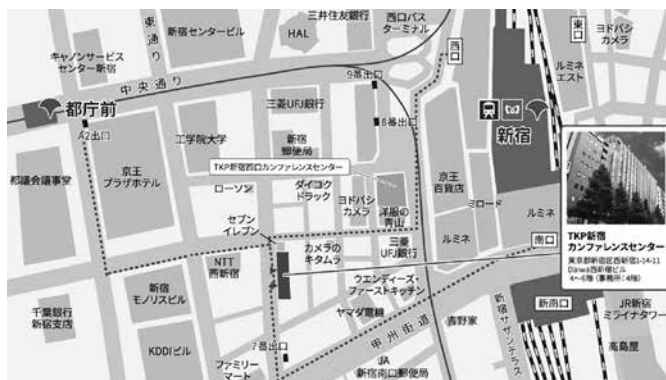 東通り
新宿センタービル
三井住友銀行
HAL
西口バス
ターミナル
西口
東口
ヨドバシ
カメラ
キヤノンサービス
センター新宿
中央通り
9番出口
ルミネ
エスト
都庁前
A2出口
三菱UFJ銀行
8番出口
新宿
工学院大学
新宿
郵便局
TKP新宿西口カンファレンスセンター
都議会議事堂
京王
プラザホテル
ローソン
ダイコク
ドラッグ
ヨドバシ
カメラ
洋服の
青山
京王
百貨店
ミロード
ルミネ
セブン
イレブン
カメラの
キタムラ
三菱
UFJ銀行
ルミネ
南口
NTT
西新宿
新宿
モノリスビル
ウエンディーズ・
ファーストキッチン
ヤマダ電機
甲州街道
千葉銀行
新宿支店
KDDIビル
7番出口
ファミリー
マート
JA
新宿南口郵便局
吉野家
新宿サザンテラス
新南口
JR新宿
ミライナタワー
高島屋
TKP新宿
カンファレンスセンター
東京都新宿区西新宿1-14-11
Daiwa西新宿ビル
4～6階（事務所：4階）